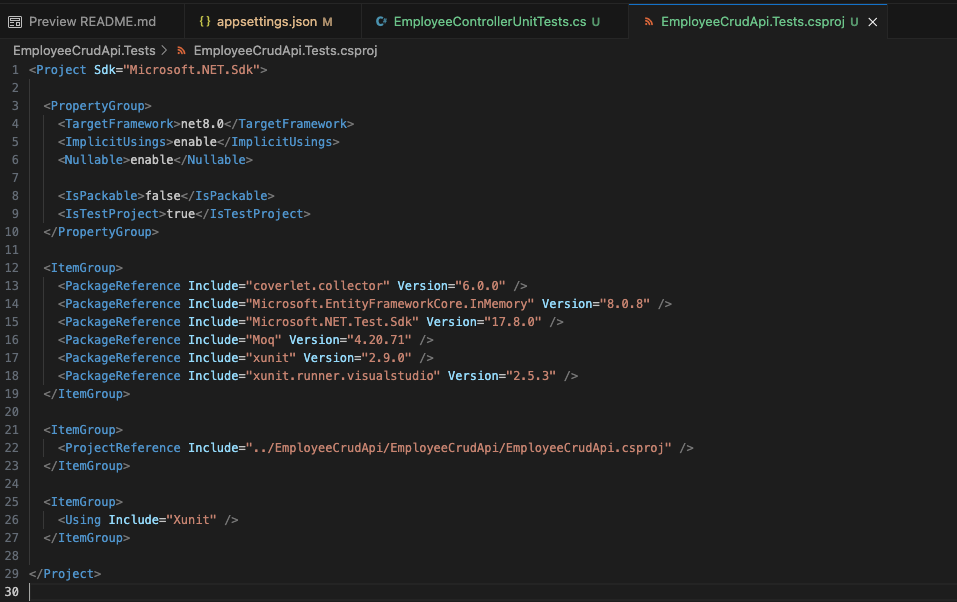 Preview README.md
{} appsettings.json M
C# EmployeeControllerUnitTests.cs U
EmployeeCrudApi.Tests.csproj U
EmployeeCrudApi.Tests > EmployeeCrudApi.Tests.csproj
1 <Project Sdk="Microsoft.NET.Sdk">
2
3 <PropertyGroup>
4 <TargetFramework>net8.0</TargetFramework>
5 <ImplicitUsings>enable</ImplicitUsings>
6 <Nullable>enable</Nullable>
7
8 <IsPackable>false</IsPackable>
9 <IsTestProject>true</IsTestProject>
10 </PropertyGroup>
11
12 <ItemGroup>
13 <PackageReference Include="coverlet.collector" Version="6.0.0" />
14 <PackageReference Include="Microsoft.EntityFrameworkCore.InMemory" Version="8.0.8" />
15 <PackageReference Include="Microsoft.NET.Test.Sdk" Version="17.8.0" />
16 <PackageReference Include="Moq" Version="4.20.71" />
17 <PackageReference Include="xunit" Version="2.9.0" />
18 <PackageReference Include="xunit.runner.visualstudio" Version="2.5.3" />
19 </ItemGroup>
20
21 <ItemGroup>
22 <ProjectReference Include="../EmployeeCrudApi/EmployeeCrudApi/EmployeeCrudApi.csproj" />
23 </ItemGroup>
24
25 <ItemGroup>
26 <Using Include="Xunit" />
27 </ItemGroup>
28
29 </Project>
30